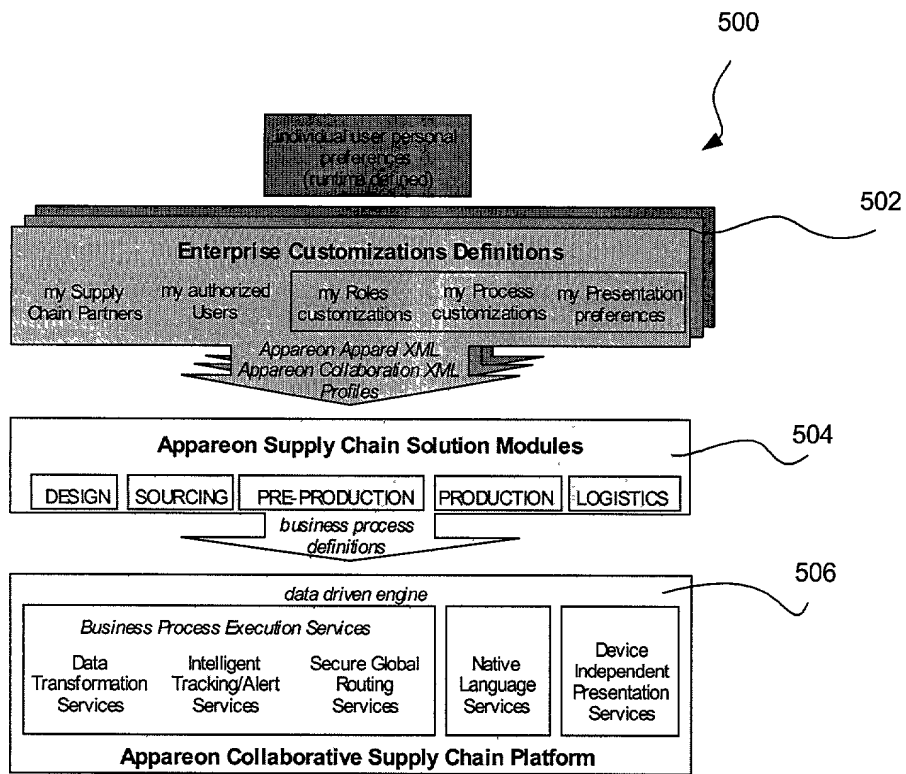 500
individual user personal
preferences
(runtime defined)
502
Enterprise Customizations Definitions
my Supply
Chain Partners
my authorized
Users
my Roles
customizations
my Process
customizations
my Presentation
preferences
Appareon Apparel XML
Appareon Collaboration XML
Profiles
504
Appareon Supply Chain Solution Modules
DESIGN
SOURCING
PRE-PRODUCTION
PRODUCTION
LOGISTICS
business process
definitions
506
data driven engine
Business Process Execution Services
Data
Transformation
Services
Intelligent
Tracking/Alert
Services
Secure Global
Routing
Services
Native
Language
Services
Device
Independent
Presentation
Services
Appareon Collaborative Supply Chain Platform